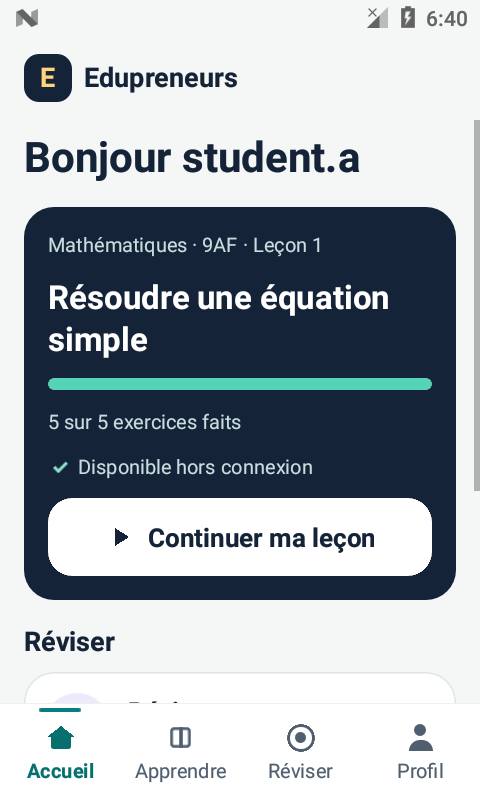 6:40
E Edupreneurs
Bonjour student.a
Mathématiques · 9AF · Leçon 1
Résoudre une équation
simple
5 sur 5 exercices faits
Disponible hors connexion
Continuer ma leçon
Réviser
Accueil Apprendre Réviser Profil